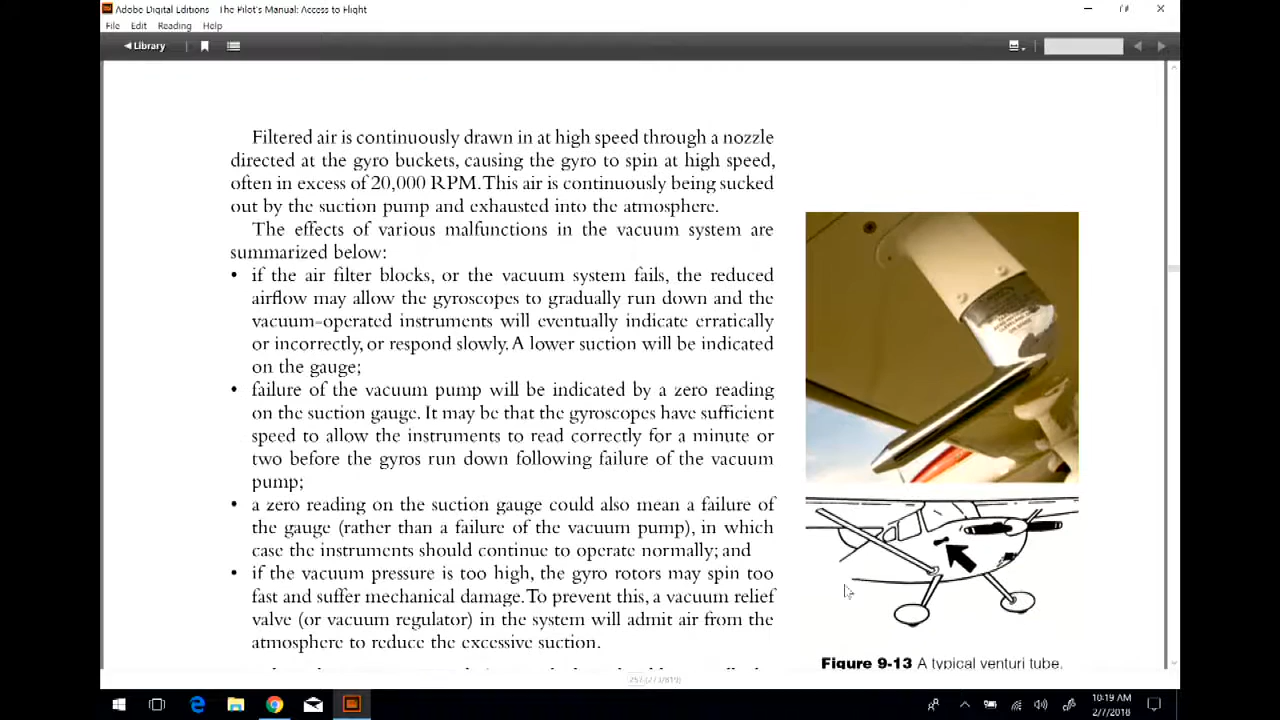 Adobe Digital Editions - The Pilot's Manual: Access to Flight
File Edit Reading Help
Library
Filtered air is continuously drawn in at high speed through a nozzle
directed at the gyro buckets, causing the gyro to spin at high speed,
often in excess of 20,000 RPM. This air is continuously being sucked
out by the suction pump and exhausted into the atmosphere.
The effects of various malfunctions in the vacuum system are
summarized below:
• if the air filter blocks, or the vacuum system fails, the reduced
airflow may allow the gyroscopes to gradually run down and the
vacuum-operated instruments will eventually indicate erratically
or incorrectly, or respond slowly. A lower suction will be indicated
on the gauge;
• failure of the vacuum pump will be indicated by a zero reading
on the suction gauge. It may be that the gyroscopes have sufficient
speed to allow the instruments to read correctly for a minute or
two before the gyros run down following failure of the vacuum
pump;
• a zero reading on the suction gauge could also mean a failure of
the gauge (rather than a failure of the vacuum pump), in which
case the instruments should continue to operate normally; and
• if the vacuum pressure is too high, the gyro rotors may spin too
fast and suffer mechanical damage. To prevent this, a vacuum relief
valve (or vacuum regulator) in the system will admit air from the
atmosphere to reduce the excessive suction.
Figure 9-13 A typical venturi tube.
257 (273/819)
10:19 AM
2/7/2018